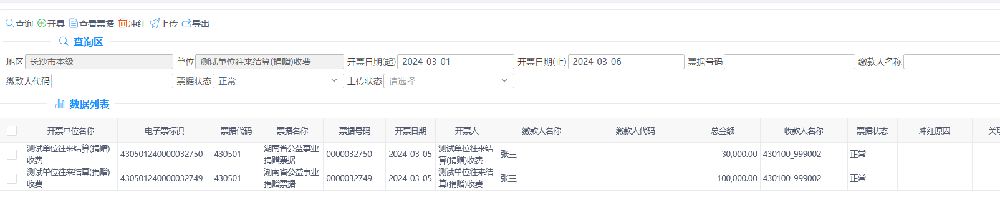 查询 开具 查看票据 冲红 上传 导出
查询区
地区 长沙市本级 单位 测试单位往来结算(捐赠)收费 开票日期(起) 2024-03-01 开票日期(止) 2024-03-06 票据号码 缴款人名称
缴款人代码 票据状态 正常 上传状态 请选择
数据列表
开票单位名称 电子票标识 票据代码 票据名称 票据号码 开票日期 开票人 缴款人名称 缴款人代码 总金额 收款人名称 票据状态 冲红原因 关联
测试单位往来结算(捐赠)收费 430501240000032750 430501 湖南省公益事业捐赠票据 0000032750 2024-03-05 测试单位往来结算(捐赠)收费 张三 30,000.00 430100_999002 正常
测试单位往来结算(捐赠)收费 430501240000032749 430501 湖南省公益事业捐赠票据 0000032749 2024-03-05 测试单位往来结算(捐赠)收费 张三 100,000.00 430100_999002 正常